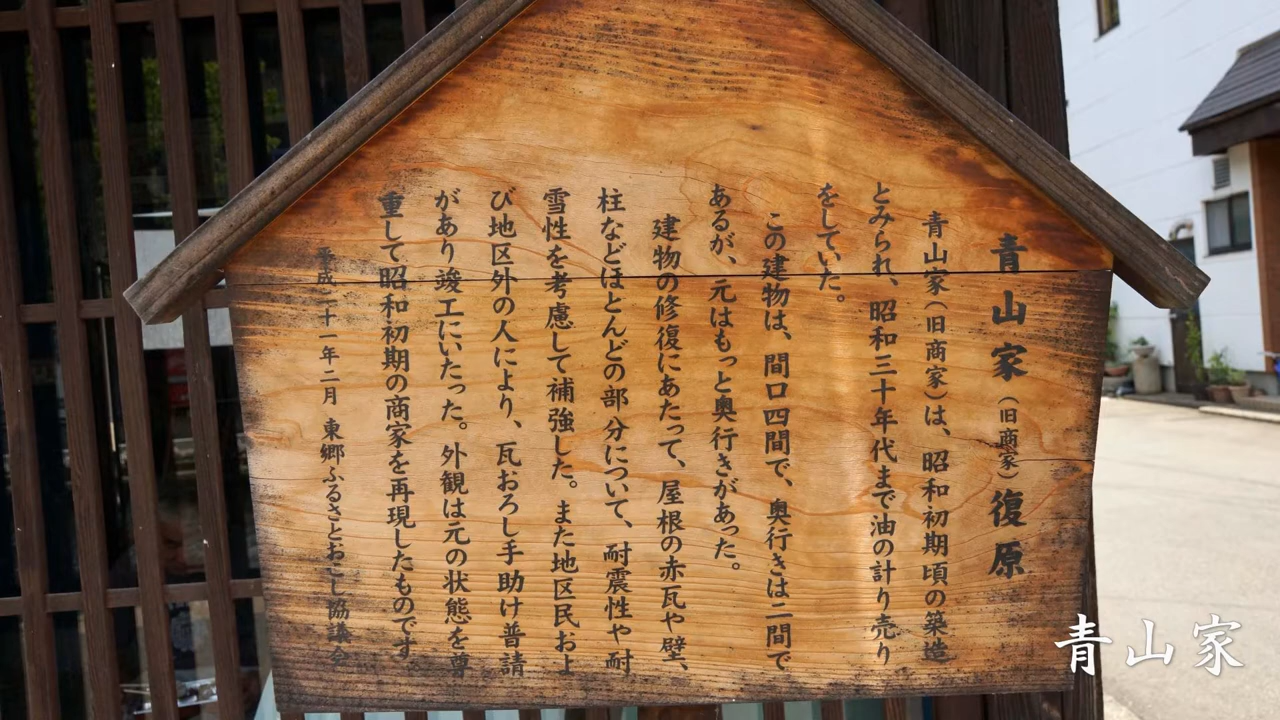 青山家（旧商家）復原
青山家（旧商家）は、昭和初期頃の築造
とみられ、昭和三十年代まで油の計り売り
をしていた。
この建物は、間口四間で、奥行きは二間で
あるが、元はもっと奥行きがあった。
建物の修復にあたって、屋根の赤瓦や壁、
柱などほとんどの部分について、耐震性や耐
雪性を考慮して補強した。また地区民およ
び地区外の人により、瓦おろし手助け普請
があり竣工にいたった。外観は元の状態を尊
重して昭和初期の商家を再現したものです
平成二十一年二月 東郷ふるさとおこし協議会
青山家